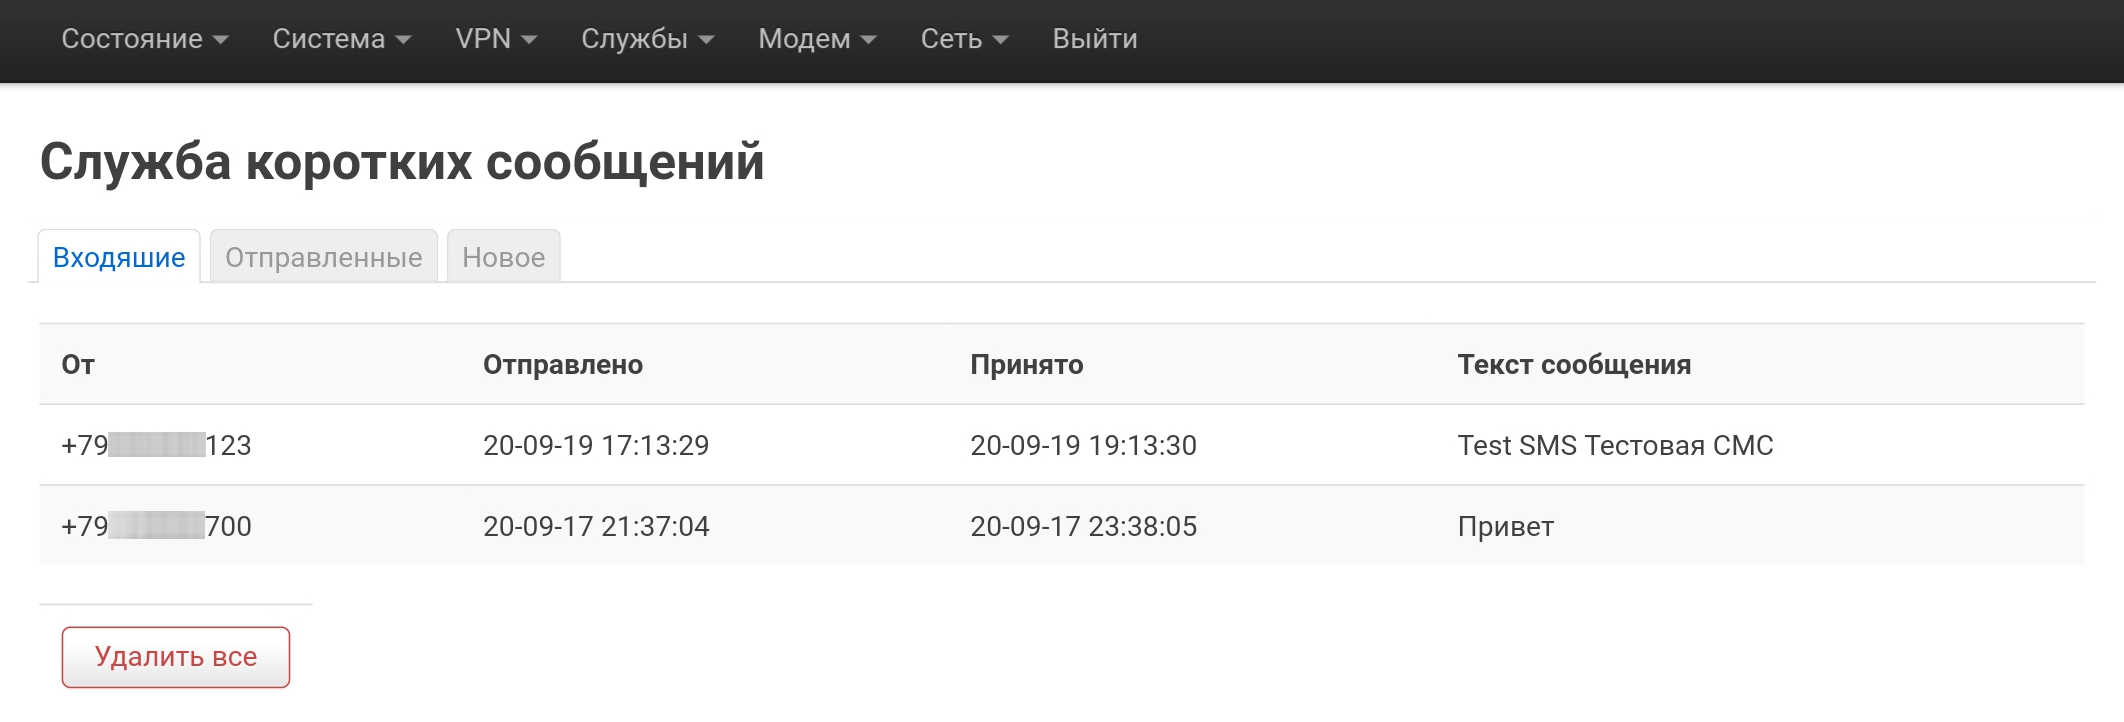 Состояние Система VPN Службы Модем Сеть Выйти
Служба коротких сообщений
Входяшие Отправленные Новое
От Отправлено Принято Текст сообщения
+79 123 20-09-19 17:13:29 20-09-19 19:13:30 Test SMS Тестовая СМС
+79 700 20-09-17 21:37:04 20-09-17 23:38:05 Привет
Удалить все